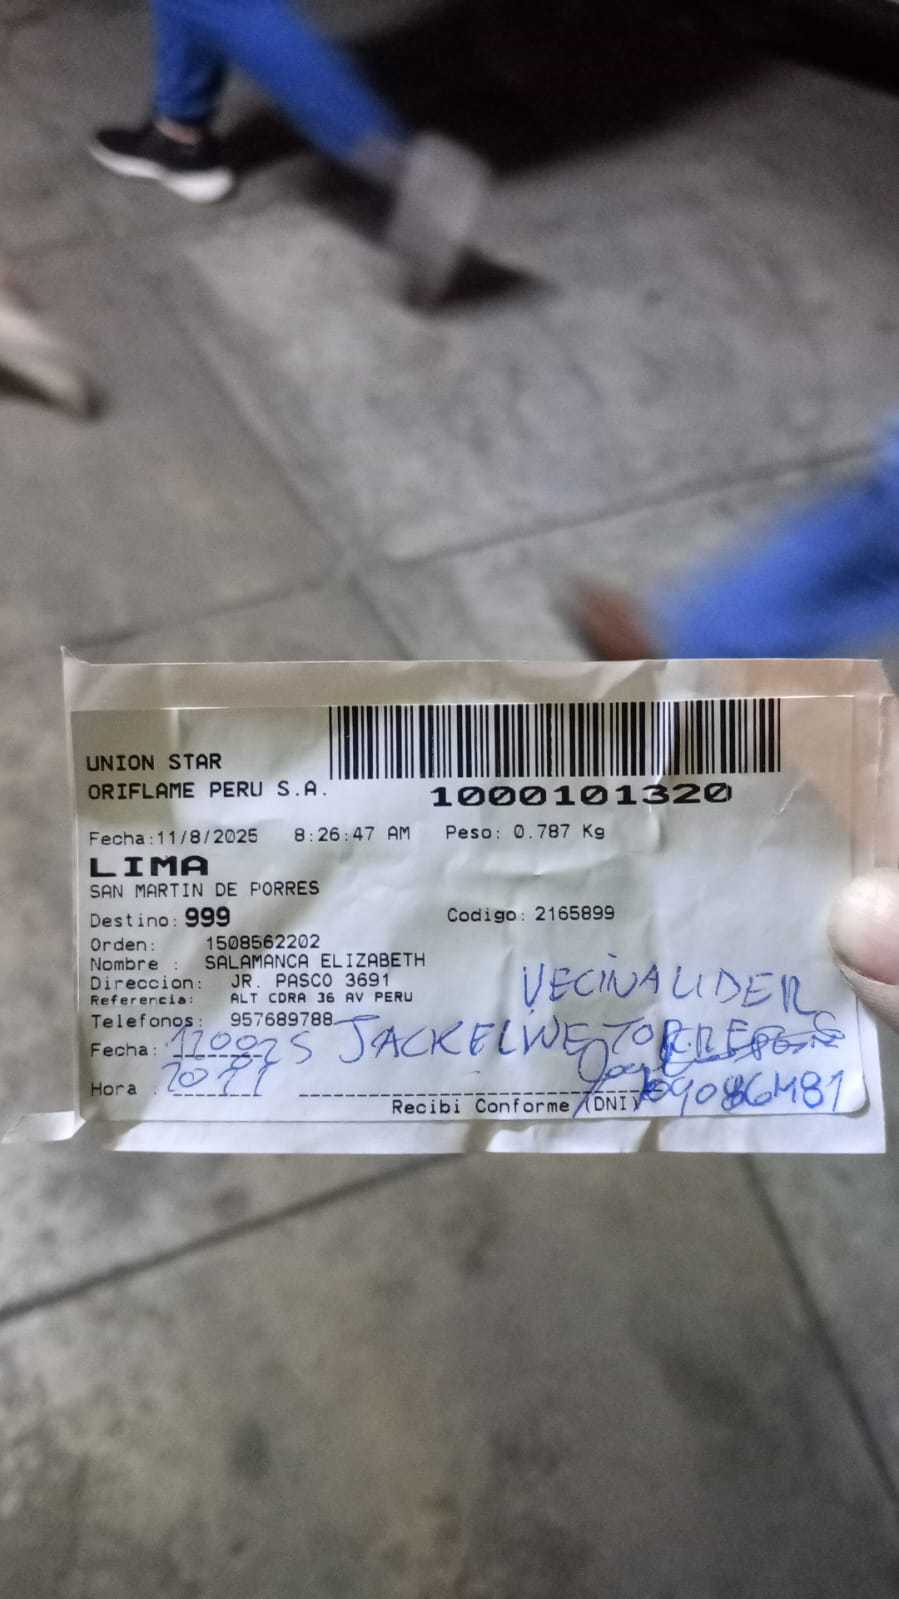 UNION STAR
ORIFLAME PERU S.A.
1000101320
Fecha:11/8/2025 8:26:47 AM Peso: 0.787 Kg
LIMA
SAN MARTIN DE PORRES
Destino: 999 Codigo: 2165899
Orden: 1508562202
Nombre : SALAMANCA ELIZABETH
Direccion: JR. PASCO 3691
Referencia: ALT CDRA 36 AV PERU
VECINA LIDER
Telefonos: 957689788
JACKELINE TORRES
Fecha:
Hora :
Recibi Conforme (DNI)